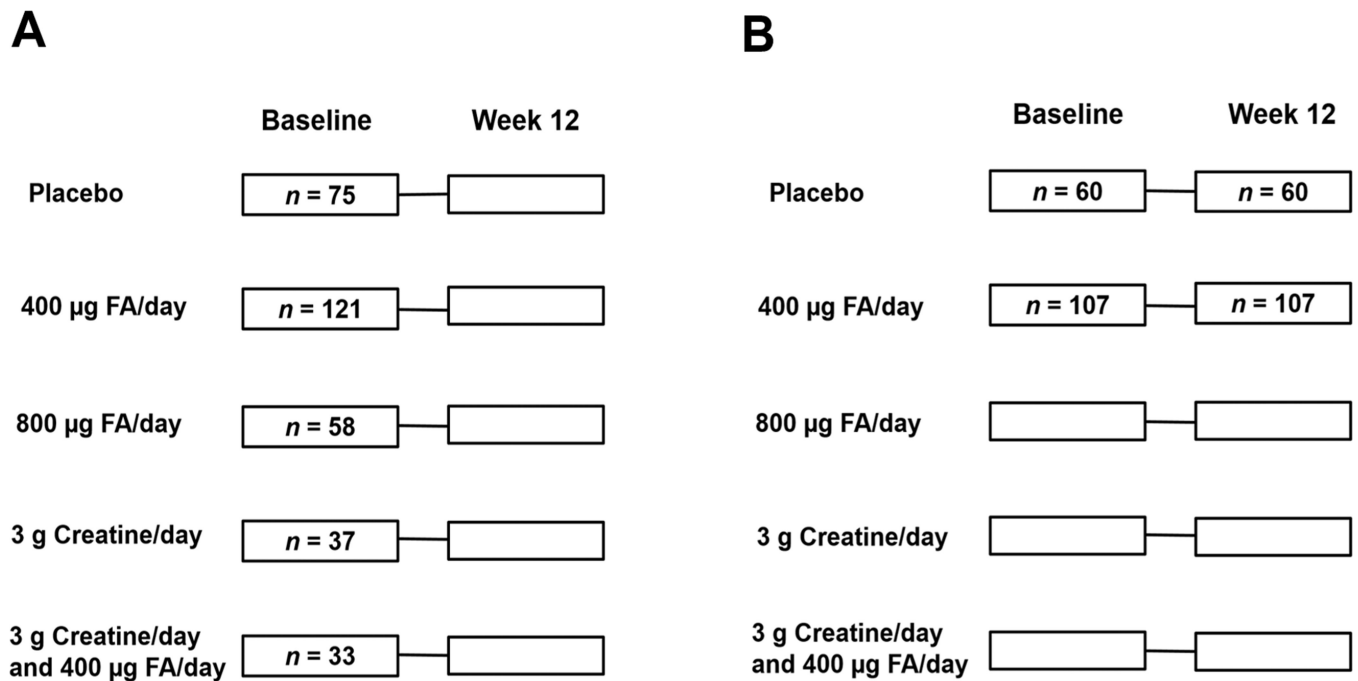 A
Baseline Week 12
Placebo n = 75
400 µg FA/day n = 121
800 µg FA/day n = 58
3 g Creatine/day n = 37
3 g Creatine/day
and 400 µg FA/day n = 33
B
Baseline Week 12
Placebo n = 60 n = 60
400 µg FA/day n = 107 n = 107
800 µg FA/day
3 g Creatine/day
3 g Creatine/day
and 400 µg FA/day